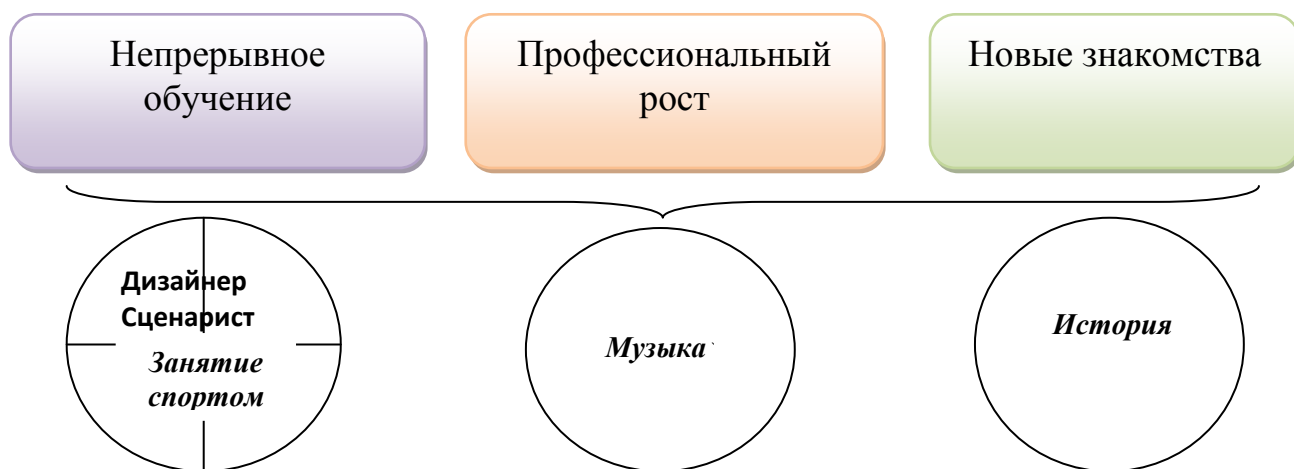 Непрерывное
обучение
Профессиональный
рост
Новые знакомства
Дизайнер
Сценарист
Занятие
спортом
Музыка
История